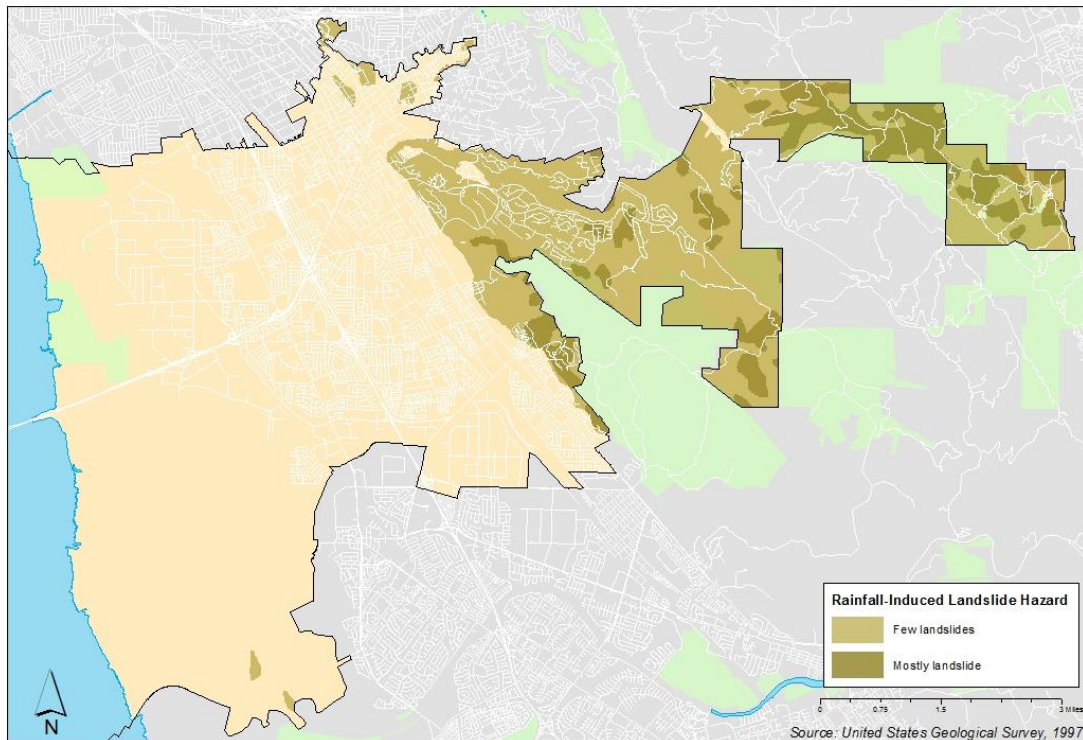 Rainfall-Induced Landslide Hazard
Few landslides
Mostly landslide
N
0 0.75 1.5 3 Miles
Source: United States Geological Survey, 1997